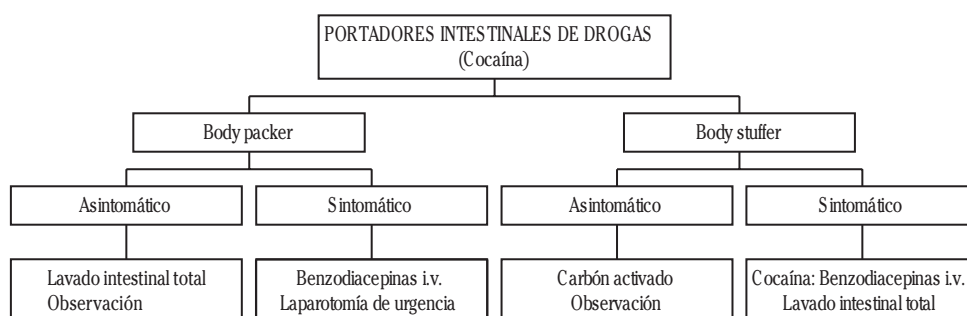 PORTADORES INTESTINALES DE DROGAS
(Cocaína)
Body packer
Body stuffer
Asintomático
Sintomático
Asintomático
Sintomático
Lavado intestinal total
Observación
Benzodiacepinas i.v.
Laparotomía de urgencia
Carbón activado
Observación
Cocaína: Benzodiacepinas i.v.
Lavado intestinal total